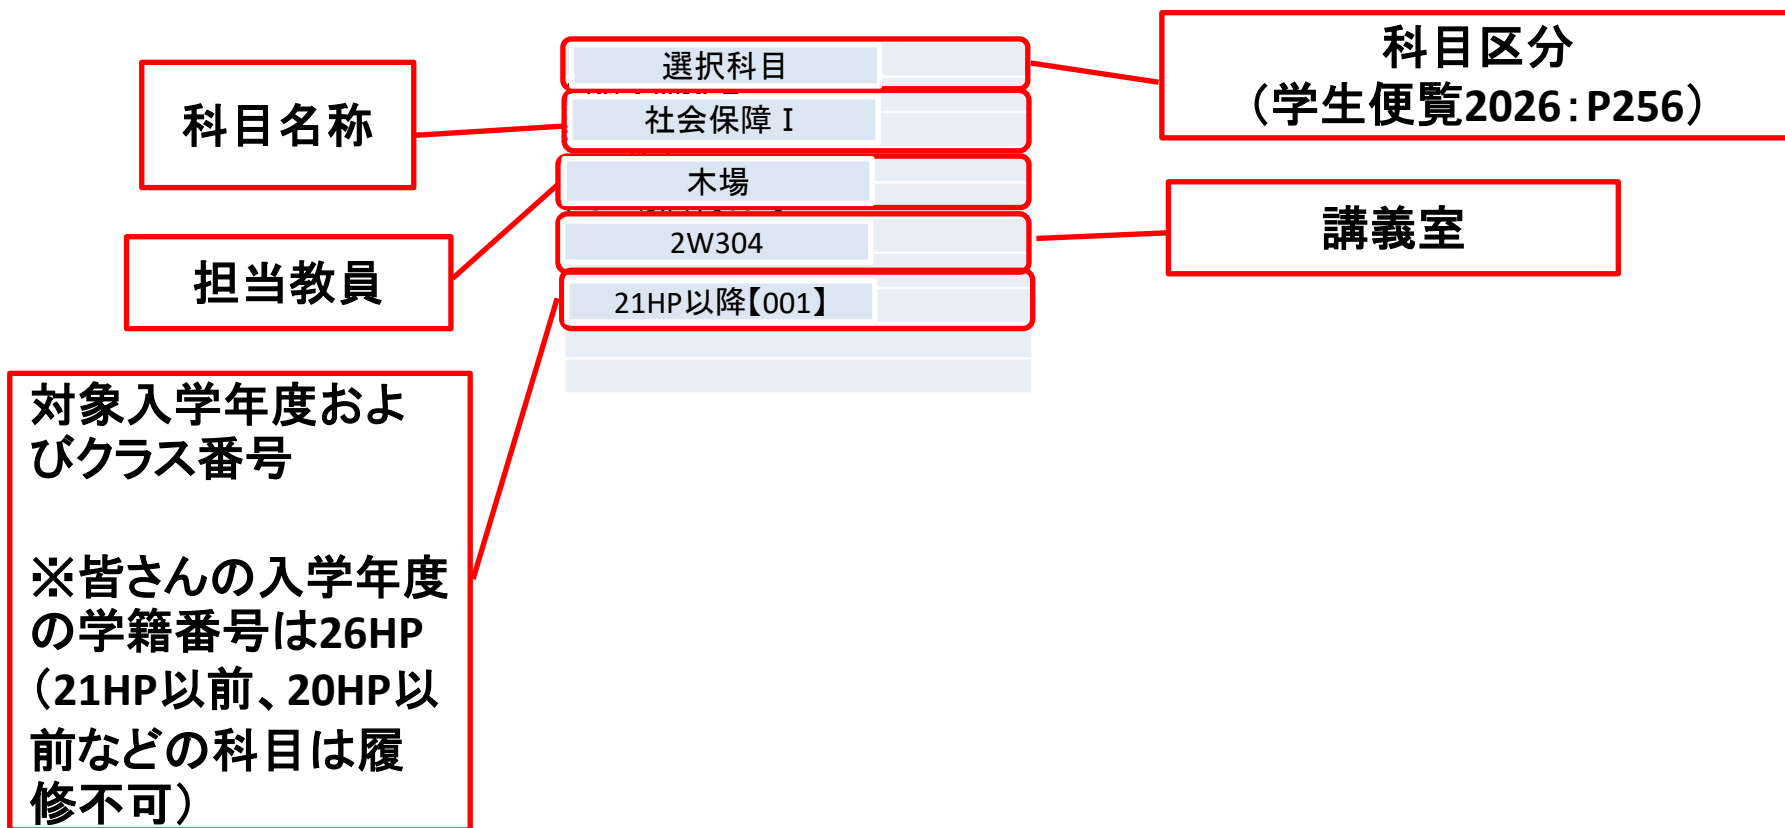 選択科目
社会保障Ⅰ
木場
2W304
21HP以降【001】
科目名称
担当教員
対象入学年度およ
びクラス番号
※皆さんの入学年度
の学籍番号は26HP
（21HP以前、20HP以
前などの科目は履
修不可）
科目区分
（学生便覧2026：P256）
講義室